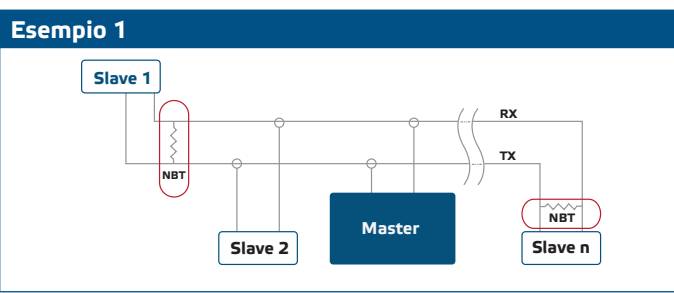 Esempio 1
Slave 1
RX
TX
NBT
NBT
Master
Slave 2
Slave n